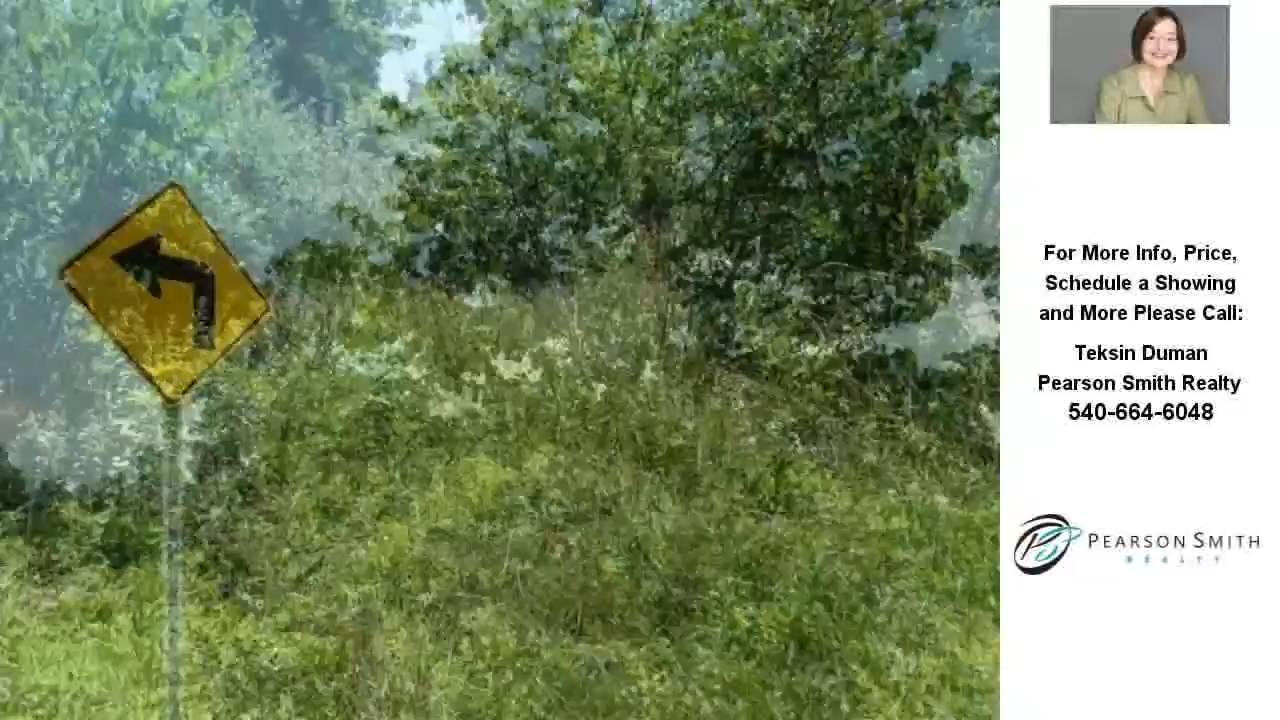 For More Info, Price,
Schedule a Showing
and More Please Call:
Teksin Duman
Pearson Smith Realty
540-664-6048
PEARSON SMITH
REALTY